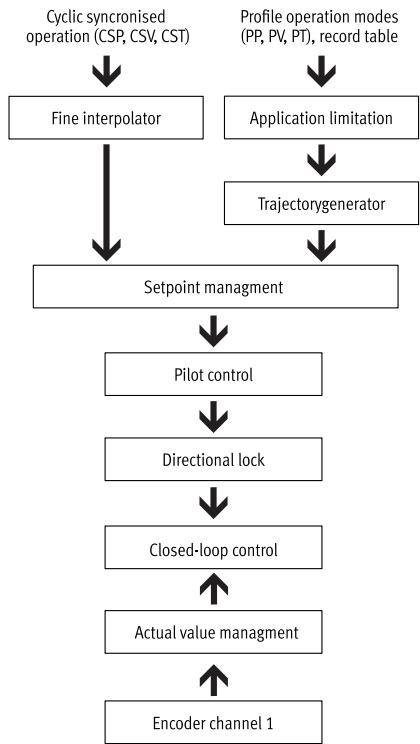 Cyclic syncronised
operation (CSP, CSV, CST)
Profile operation modes
(PP, PV, PT), record table
Fine interpolator
Application limitation
Trajectorygenerator
Setpoint managment
Pilot control
Directional lock
Closed-loop control
Actual value managment
Encoder channel 1